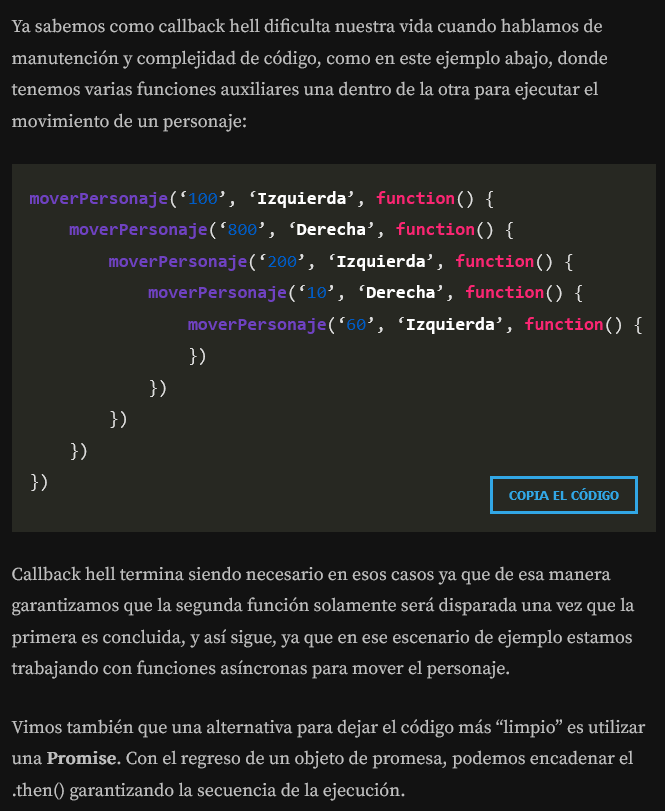 Ya sabemos como callback hell dificulta nuestra vida cuando hablamos de
manutención y complejidad de código, como en este ejemplo abajo, donde
tenemos varias funciones auxiliares una dentro de la otra para ejecutar el
movimiento de un personaje:
moverPersonaje(‘100’, ‘Izquierda’, function() {
    moverPersonaje(‘800’, ‘Derecha’, function() {
        moverPersonaje(‘200’, ‘Izquierda’, function() {
            moverPersonaje(‘10’, ‘Derecha’, function() {
                moverPersonaje(‘60’, ‘Izquierda’, function() {
                })
            })
        })
    })
})
COPIA EL CÓDIGO
Callback hell termina siendo necesario en esos casos ya que de esa manera
garantizamos que la segunda función solamente será disparada una vez que la
primera es concluida, y así sigue, ya que en ese escenario de ejemplo estamos
trabajando con funciones asíncronas para mover el personaje.
Vimos también que una alternativa para dejar el código más “limpio” es utilizar
una Promise. Con el regreso de un objeto de promesa, podemos encadenar el
.then() garantizando la secuencia de la ejecución.